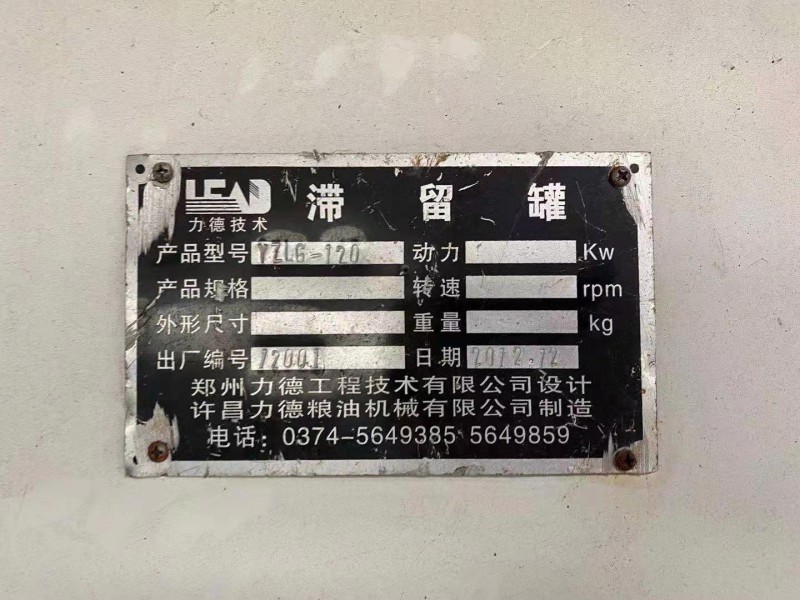 LEAD 滞留罐
力德技术
产品型号 YZLG-120 动力 Kw
产品规格 转速 rpm
外形尺寸 重量 kg
出厂编号 12001 日期 2012.12
郑州力德工程技术有限公司设计
许昌力德粮油机械有限公司制造
电话：0374-5649385 5649859